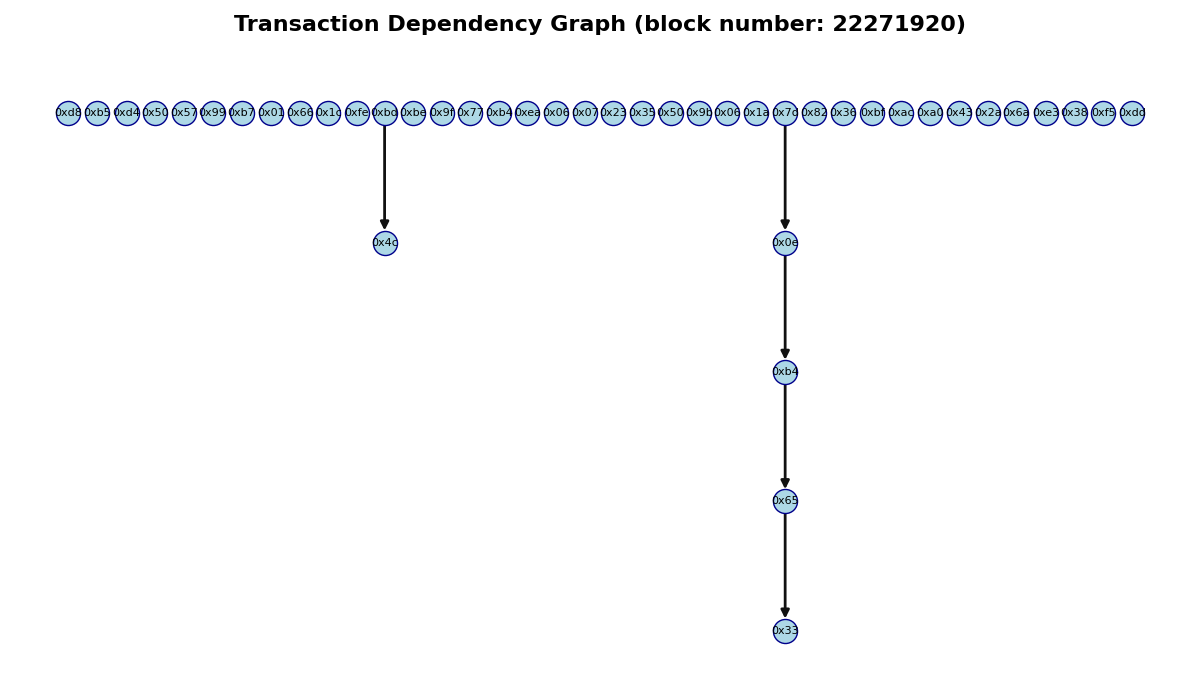 Transaction Dependency Graph (block number: 22271920)
0xd8 0xb5 0xd4 0x50 0x57 0x99 0xb7 0x01 0x66 0x1c 0xfe 0xbd 0xbe 0x9f 0x77 0xb4 0xea 0x06 0x07 0x23 0x35 0x50 0x9b 0x06 0x1a 0x7c 0x82 0x36 0xbf 0xac 0xa0 0x43 0x2a 0x6a 0xe3 0x38 0xf5 0xdc
0x4c 0x0e
0xb4
0x65
0x33